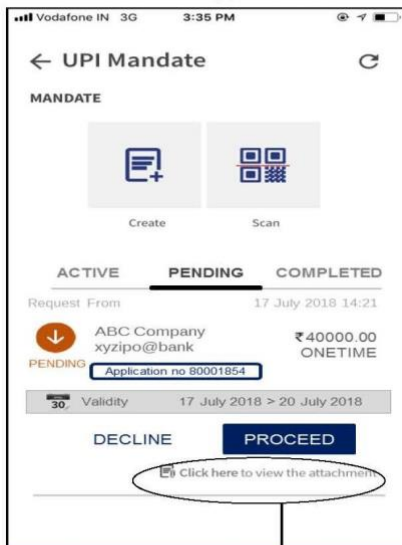 Vodafone IN 3G 3:35 PM
← UPI Mandate
MANDATE
Create Scan
ACTIVE PENDING COMPLETED
Request From 17 July 2018 14:21
ABC Company ₹40000.00
xyzipo@bank ONETIME
PENDING
Application no 80001854
30 Validity 17 July 2018 > 20 July 2018
DECLINE PROCEED
Click here to view the attachment